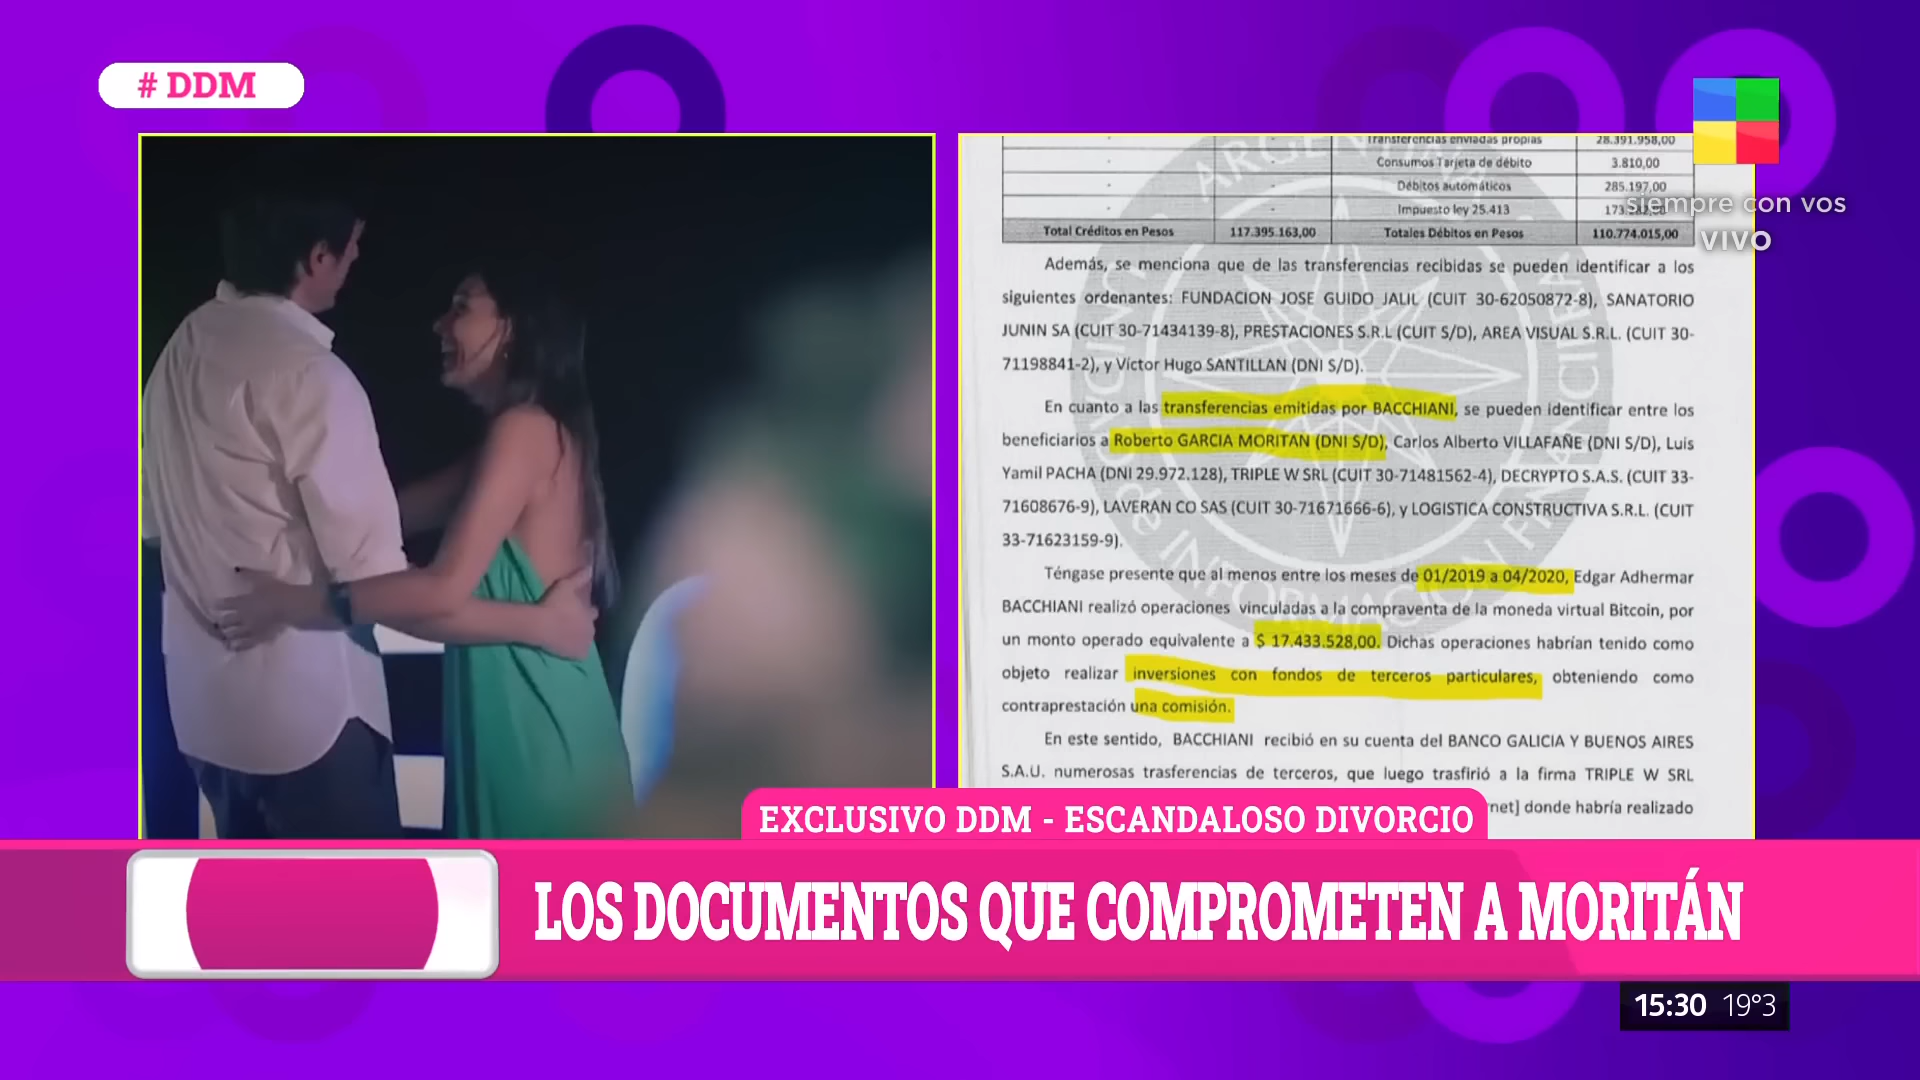 # DDM
siempre con vos
VIVO
- - Transferencias enviadas propias 28.391.958,00
- - Consumos Tarjeta de débito 3.810,00
- - Débitos automáticos 285.197,00
- - Impuesto ley 25.413
Total Créditos en Pesos 117.395.163,00 Totales Débitos en Pesos 110.774.015,00
Además, se menciona que de las transferencias recibidas se pueden identificar a los
siguientes ordenantes: FUNDACION JOSE GUIDO JALIL (CUIT 30-62050872-8), SANATORIO
JUNIN SA (CUIT 30-71434139-8), PRESTACIONES S.R.L (CUIT S/D), AREA VISUAL S.R.L. (CUIT 30-
71198841-2), y Víctor Hugo SANTILLAN (DNI S/D).
En cuanto a las transferencias emitidas por BACCHIANI, se pueden identificar entre los
beneficiarios a Roberto GARCIA MORITAN (DNI S/D), Carlos Alberto VILLAFAÑE (DNI S/D), Luis
Yamil PACHA (DNI 29.972.128), TRIPLE W SRL (CUIT 30-71481562-4), DECRYPTO S.A.S. (CUIT 33-
71608676-9), LAVERAN CO SAS (CUIT 30-71671666-6), y LOGISTICA CONSTRUCTIVA S.R.L. (CUIT
33-71623159-9).
Téngase presente que al menos entre los meses de 01/2019 a 04/2020, Edgar Adhermar
BACCHIANI realizó operaciones vinculadas a la compraventa de la moneda virtual Bitcoin, por
un monto operado equivalente a $ 17.433.528,00. Dichas operaciones habrían tenido como
objeto realizar inversiones con fondos de terceros particulares, obteniendo como
contraprestación una comisión.
En este sentido, BACCHIANI recibió en su cuenta del BANCO GALICIA Y BUENOS AIRES
S.A.U. numerosas trasferencias de terceros, que luego trasfirió a la firma TRIPLE W SRL
net] donde habría realizado
EXCLUSIVO DDM - ESCANDALOSO DIVORCIO
LOS DOCUMENTOS QUE COMPROMETEN A MORITÁN
15:30 19°3